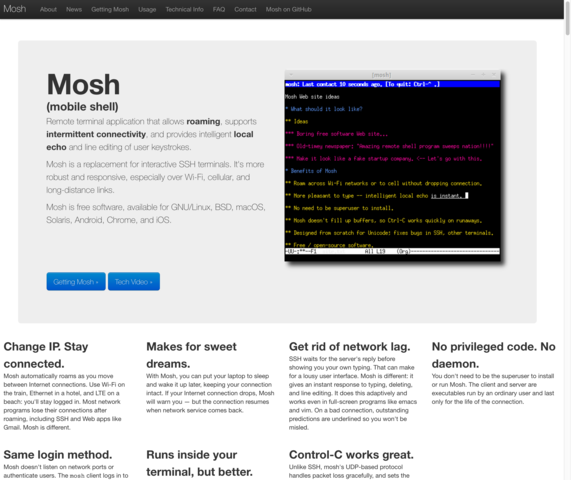 Mosh About News Getting Mosh Usage Technical Info FAQ Contact Mosh on GitHub
Mosh
(mobile shell)
Remote terminal application that allows roaming, supports
intermittent connectivity, and provides intelligent local
echo and line editing of user keystrokes.
Mosh is a replacement for interactive SSH terminals. It's more
robust and responsive, especially over Wi-Fi, cellular, and
long-distance links.
Mosh is free software, available for GNU/Linux, BSD, macOS,
Solaris, Android, Chrome, and iOS.
Getting Mosh »
Tech Video »
[mosh]
mosh: Last contact 10 seconds ago. [To quit: Ctrl-^ .]
Mosh Web site ideas
* What should it look like?
** Ideas
*** Boring free software Web site...
*** Old-timey newspaper: "Amazing remote shell program sweeps nation!!!!"
*** Make it look like a fake startup company. <-- Let's go with this.
* Benefits of Mosh
** Roam across Wi-Fi networks or to cell without dropping connection.
** More pleasant to type -- intelligent local echo is instant.
** No need to be superuser to install.
** Mosh doesn't fill up buffers, so Ctrl-C works quickly on runaways.
** Designed from scratch for Unicode; fixes bugs in SSH, other terminals.
** Free / open-source software.
All L19 (Org)
Change IP. Stay
connected.
Mosh automatically roams as you move
between Internet connections. Use Wi-Fi on
the train, Ethernet in a hotel, and LTE on a
beach: you'll stay logged in. Most network
programs lose their connections after
roaming, including SSH and Web apps like
Gmail. Mosh is different.
Makes for sweet
dreams.
With Mosh, you can put your laptop to sleep
and wake it up later, keeping your connection
intact. If your Internet connection drops, Mosh
will warn you — but the connection resumes
when network service comes back.
Get rid of network lag.
SSH waits for the server's reply before
showing you your own typing. That can make
for a lousy user interface. Mosh is different: it
gives an instant response to typing, deleting,
and line editing. It does this adaptively and
works even in full-screen programs like emacs
and vim. On a bad connection, outstanding
predictions are underlined so you won't be
misled.
No privileged code. No
daemon.
You don't need to be the superuser to install
or run Mosh. The client and server are
executables run by an ordinary user and last
only for the life of the connection.
Same login method.
Mosh doesn't listen on network ports or
authenticate users. The mosh client logs in to
Runs inside your
terminal, but better.
Control-C works great.
Unlike SSH, mosh's UDP-based protocol
handles packet loss gracefully, and sets the